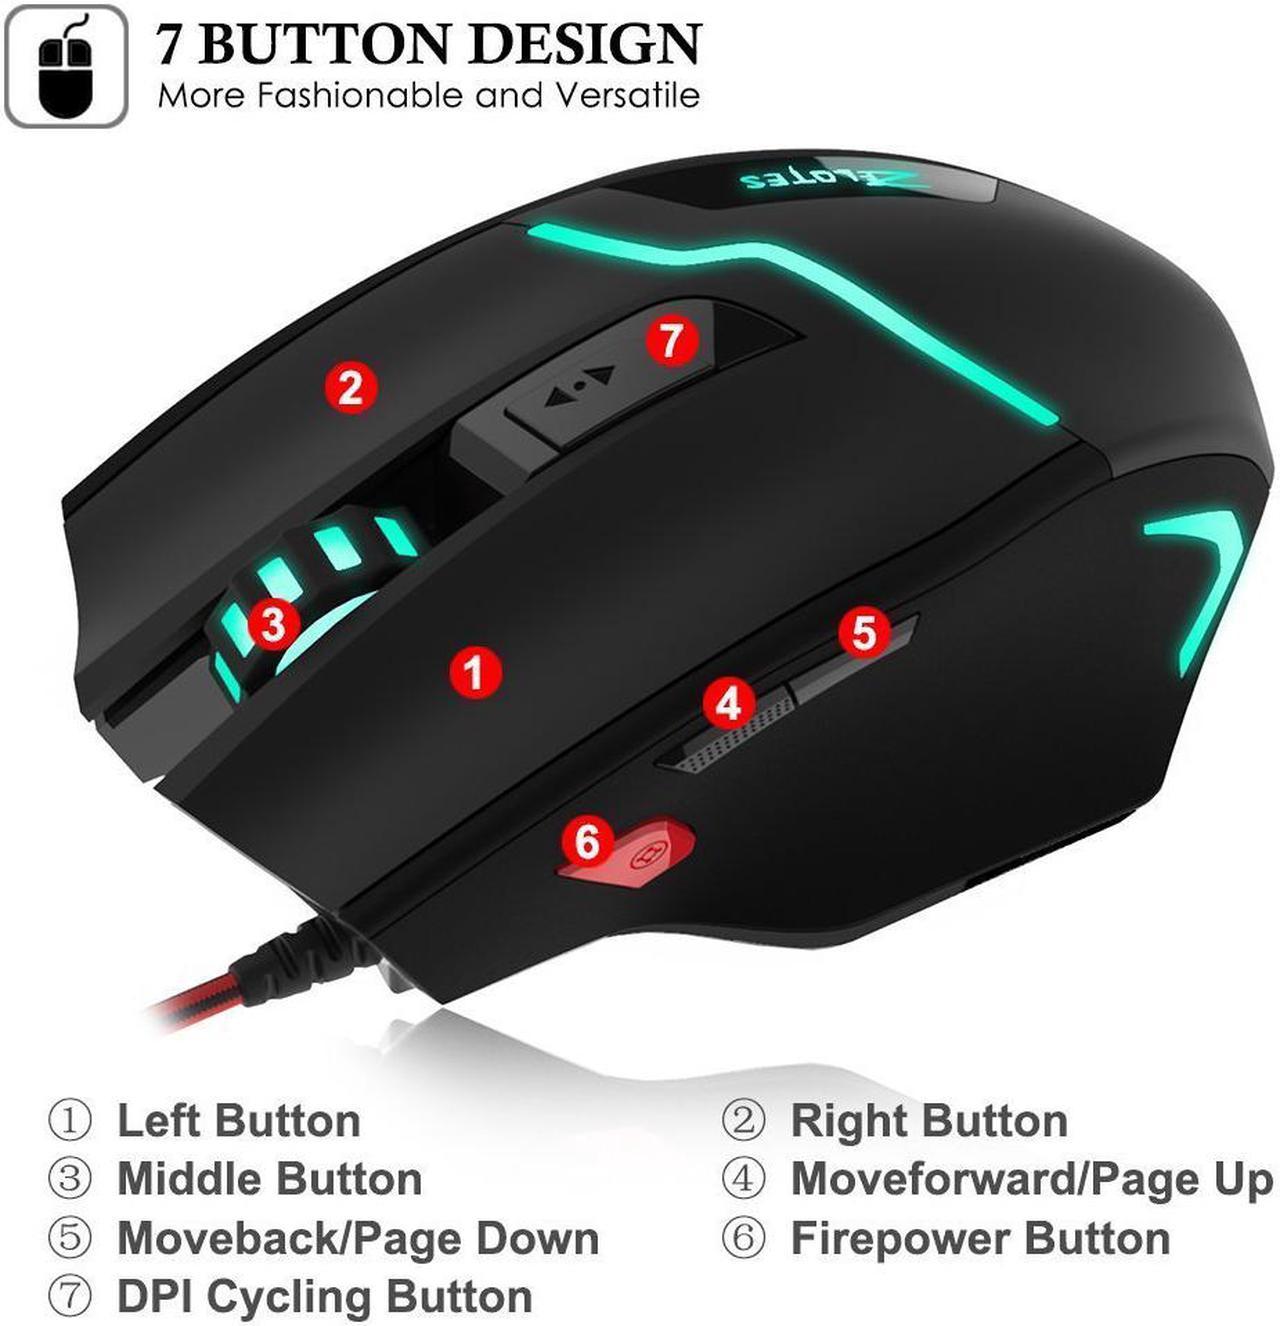 7 BUTTON DESIGN
More Fashionable and Versatile
ZELOTES
7
2
3
1
5
4
6
① Left Button
② Right Button
③ Middle Button
④ Moveforward/Page Up
⑤ Moveback/Page Down
⑥ Firepower Button
⑦ DPI Cycling Button